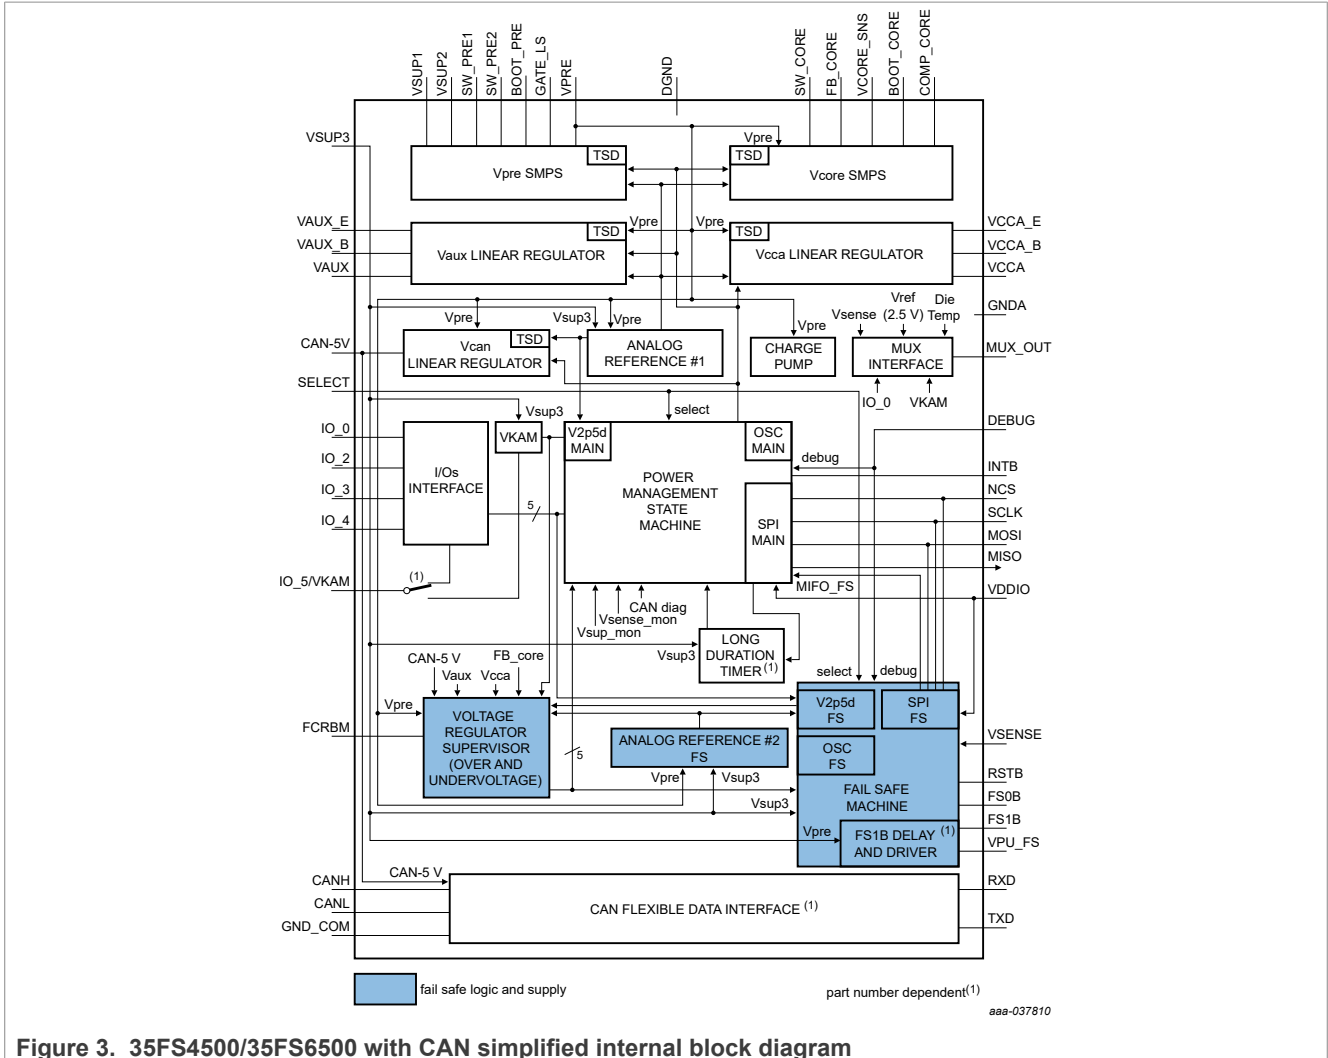 VSUP1
VSUP2
SW_PRE1
SW_PRE2
BOOT_PRE
GATE_LS
VPRE
DGND
SW_CORE
FB_CORE
VCORE_SNS
BOOT_CORE
COMP_CORE
VSUP3
Vpre
TSD
TSD
Vpre SMPS
Vcore SMPS
VAUX_E
VAUX_B
VAUX
Vpre
Vpre
TSD
TSD
Vaux LINEAR REGULATOR
Vcca LINEAR REGULATOR
VCCA_E
VCCA_B
VCCA
GNDA
Vpre
Vsup3
Vpre
Vpre
Vsense
Vref
(2.5 V)
Die
Temp
CAN-5V
Vcan
LINEAR REGULATOR
TSD
ANALOG
REFERENCE #1
CHARGE
PUMP
MUX
INTERFACE
MUX_OUT
SELECT
IO_0
VKAM
Vsup3
select
DEBUG
IO_0
IO_2
IO_3
IO_4
I/Os
INTERFACE
VKAM
V2p5d
MAIN
OSC
MAIN
debug
POWER
MANAGEMENT
STATE
MACHINE
5
SPI
MAIN
INTB
NCS
SCLK
MOSI
MISO
IO_5/VKAM
(1)
MIFO_FS
VDDIO
CAN diag
Vsense_mon
Vsup_mon
Vsup3
LONG
DURATION
TIMER(1)
CAN-5 V
FB_core
Vaux
Vcca
select
debug
Vpre
FCRBM
VOLTAGE
REGULATOR
SUPERVISOR
(OVER AND
UNDERVOLTAGE)
5
ANALOG REFERENCE #2
FS
Vpre
Vsup3
Vsup3
V2p5d
FS
SPI
FS
OSC
FS
FAIL SAFE
MACHINE
Vpre
FS1B DELAY (1)
AND DRIVER
VSENSE
RSTB
FS0B
FS1B
VPU_FS
CANH
CANL
GND_COM
CAN-5 V
CAN FLEXIBLE DATA INTERFACE (1)
RXD
TXD
fail safe logic and supply
part number dependent(1)
aaa-037810
Figure 3. 35FS4500/35FS6500 with CAN simplified internal block diagram